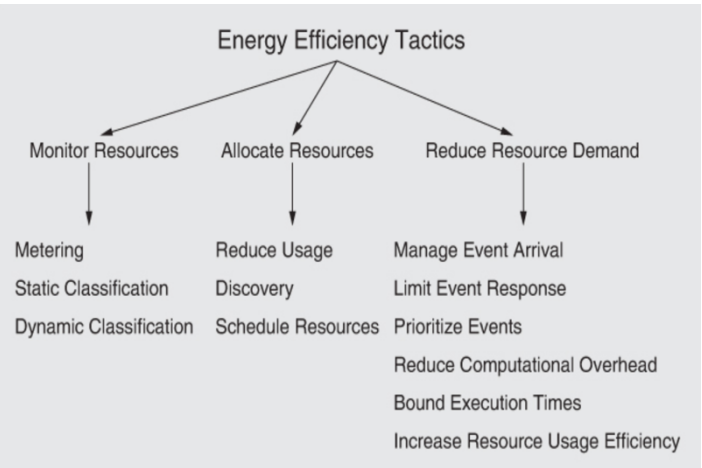 Energy Efficiency Tactics
Monitor Resources
Allocate Resources
Reduce Resource Demand
Metering
Static Classification
Dynamic Classification
Reduce Usage
Discovery
Schedule Resources
Manage Event Arrival
Limit Event Response
Prioritize Events
Reduce Computational Overhead
Bound Execution Times
Increase Resource Usage Efficiency